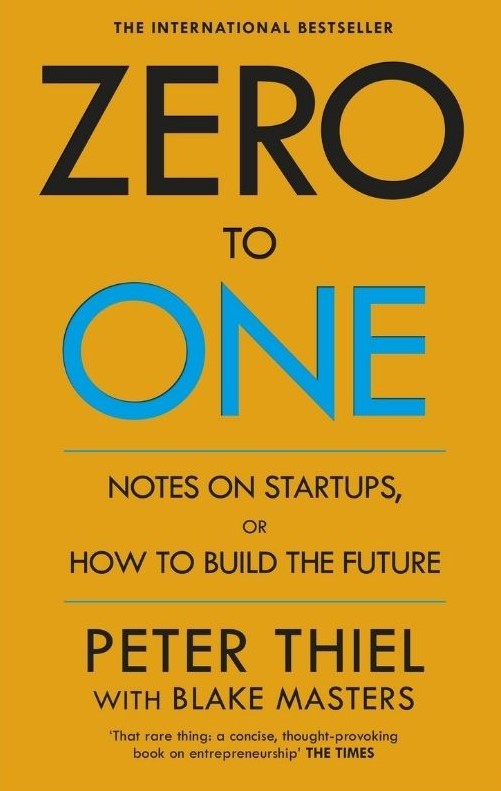 THE INTERNATIONAL BESTSELLER
ZERO
TO
ONE
NOTES ON STARTUPS,
OR
HOW TO BUILD THE FUTURE
PETER THIEL
WITH BLAKE MASTERS
‘That rare thing: a concise, thought-provoking
book on entrepreneurship’ THE TIMES